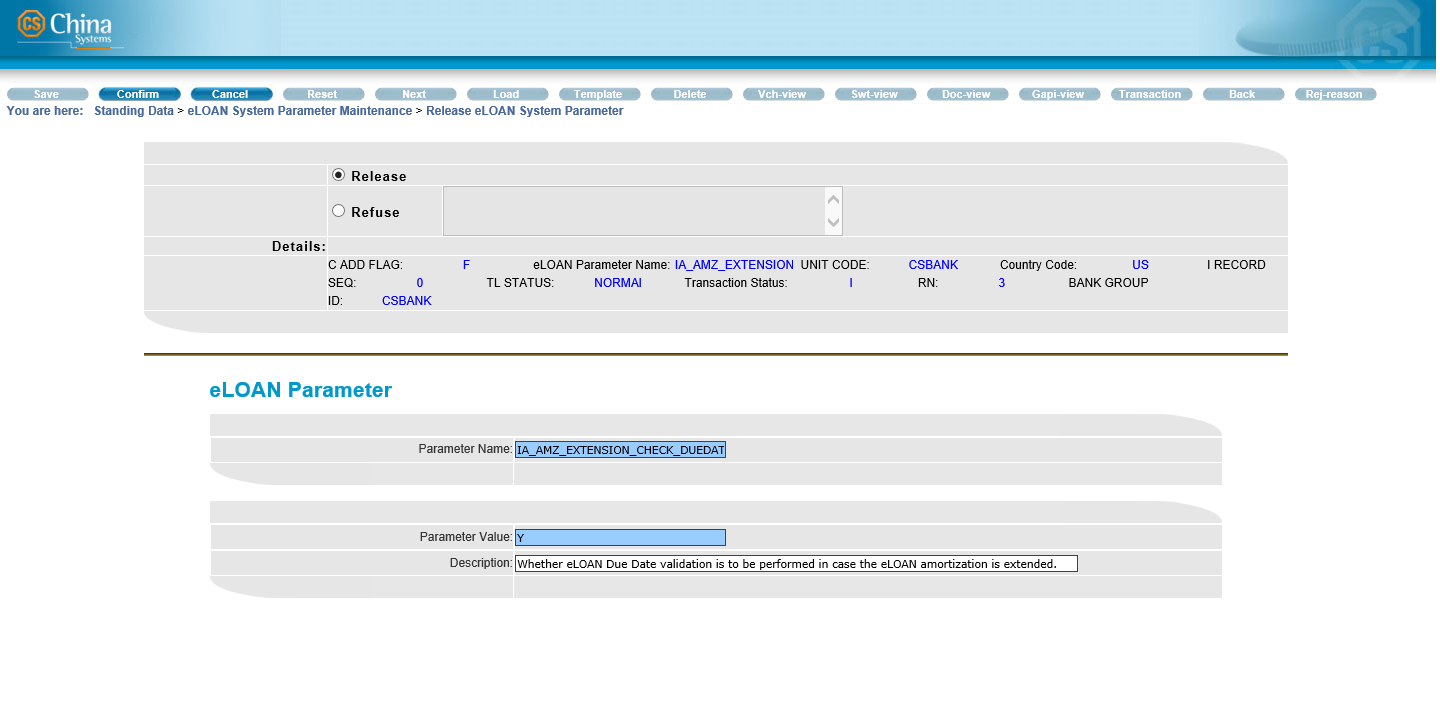 CS China
Systems
CS
Save Confirm Cancel Reset Next Load Template Delete Vch-view Swt-view Doc-view Gapi-view Transaction Back Rej-reason
You are here: Standing Data > eLOAN System Parameter Maintenance > Release eLOAN System Parameter
Release
Refuse
Details:
C ADD FLAG: F eLOAN Parameter Name: IA_AMZ_EXTENSION UNIT CODE: CSBANK Country Code: US I RECORD
SEQ: 0 TL STATUS: NORMAl Transaction Status: I RN: 3 BANK GROUP
ID: CSBANK
eLOAN Parameter
Parameter Name: IA_AMZ_EXTENSION_CHECK_DUEDAT
Parameter Value: Y
Description: Whether eLOAN Due Date validation is to be performed in case the eLOAN amortization is extended.